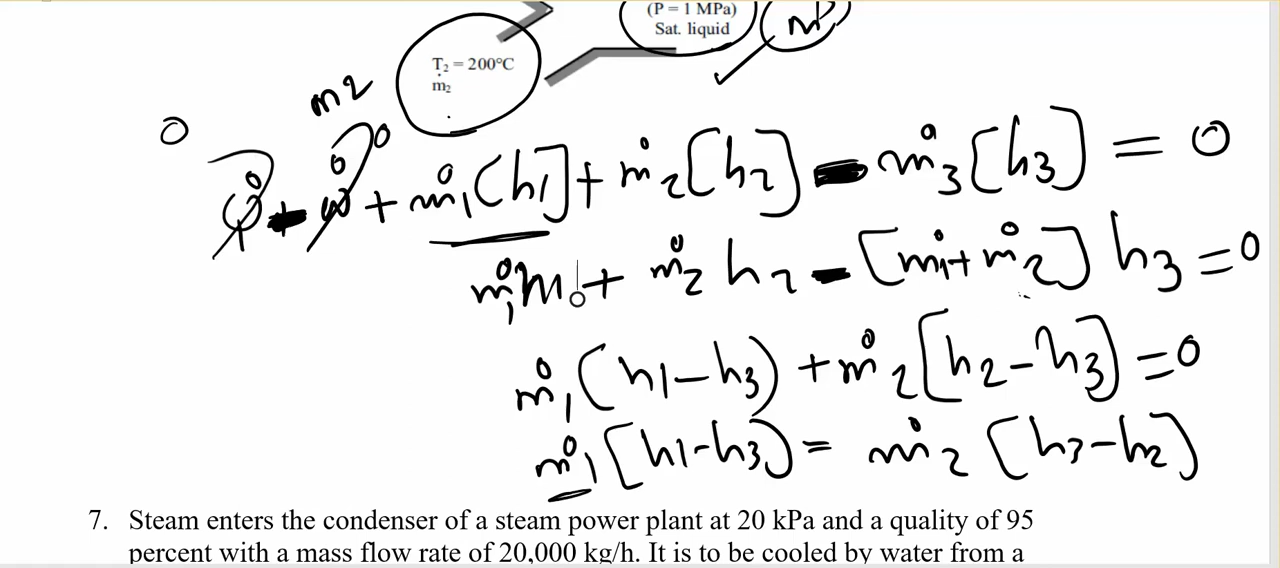 (P = 1 MPa)
Sat. liquid
ṁ
T₂ = 200°C
ṁ₂
m2
0
Q̇ - ẇ + ṁ₁[h1] + ṁ₂[h2] - ṁ₃[h3] = 0
ṁ₁h1 + ṁ₂h2 - [ṁ₁ + ṁ₂] h3 = 0
ṁ₁(h1-h3) + ṁ₂[h2-h3] = 0
ṁ₁[h1-h3] = ṁ₂[h3-h2]
7. Steam enters the condenser of a steam power plant at 20 kPa and a quality of 95
percent with a mass flow rate of 20,000 kg/h. It is to be cooled by water from a